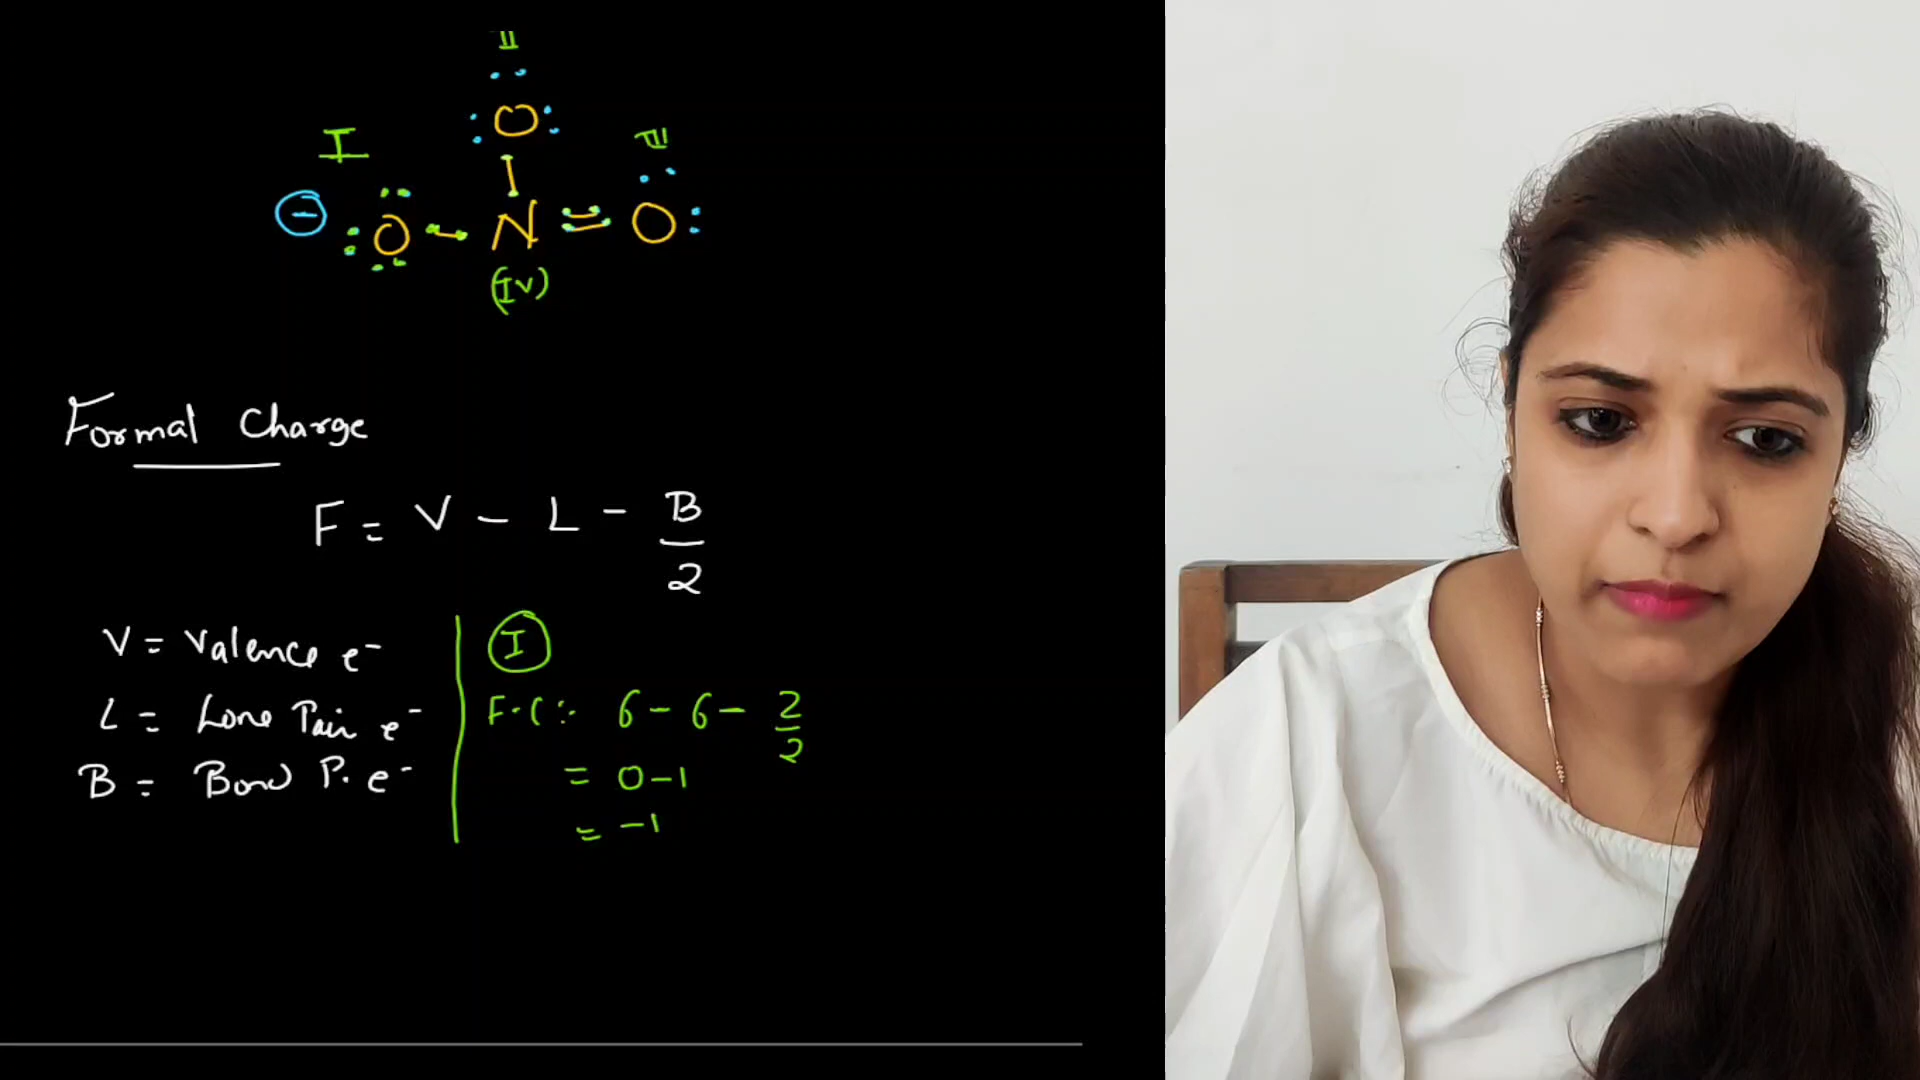 II
:O:
I
III
⊖ :O - N = O:
(IV)
Formal Charge
F = V - L - B/2
V = Valence e⁻
L = Lone Pair e⁻
B = Bond P. e⁻
I
F.C :- 6 - 6 - 2/2
= 0 - 1
= -1